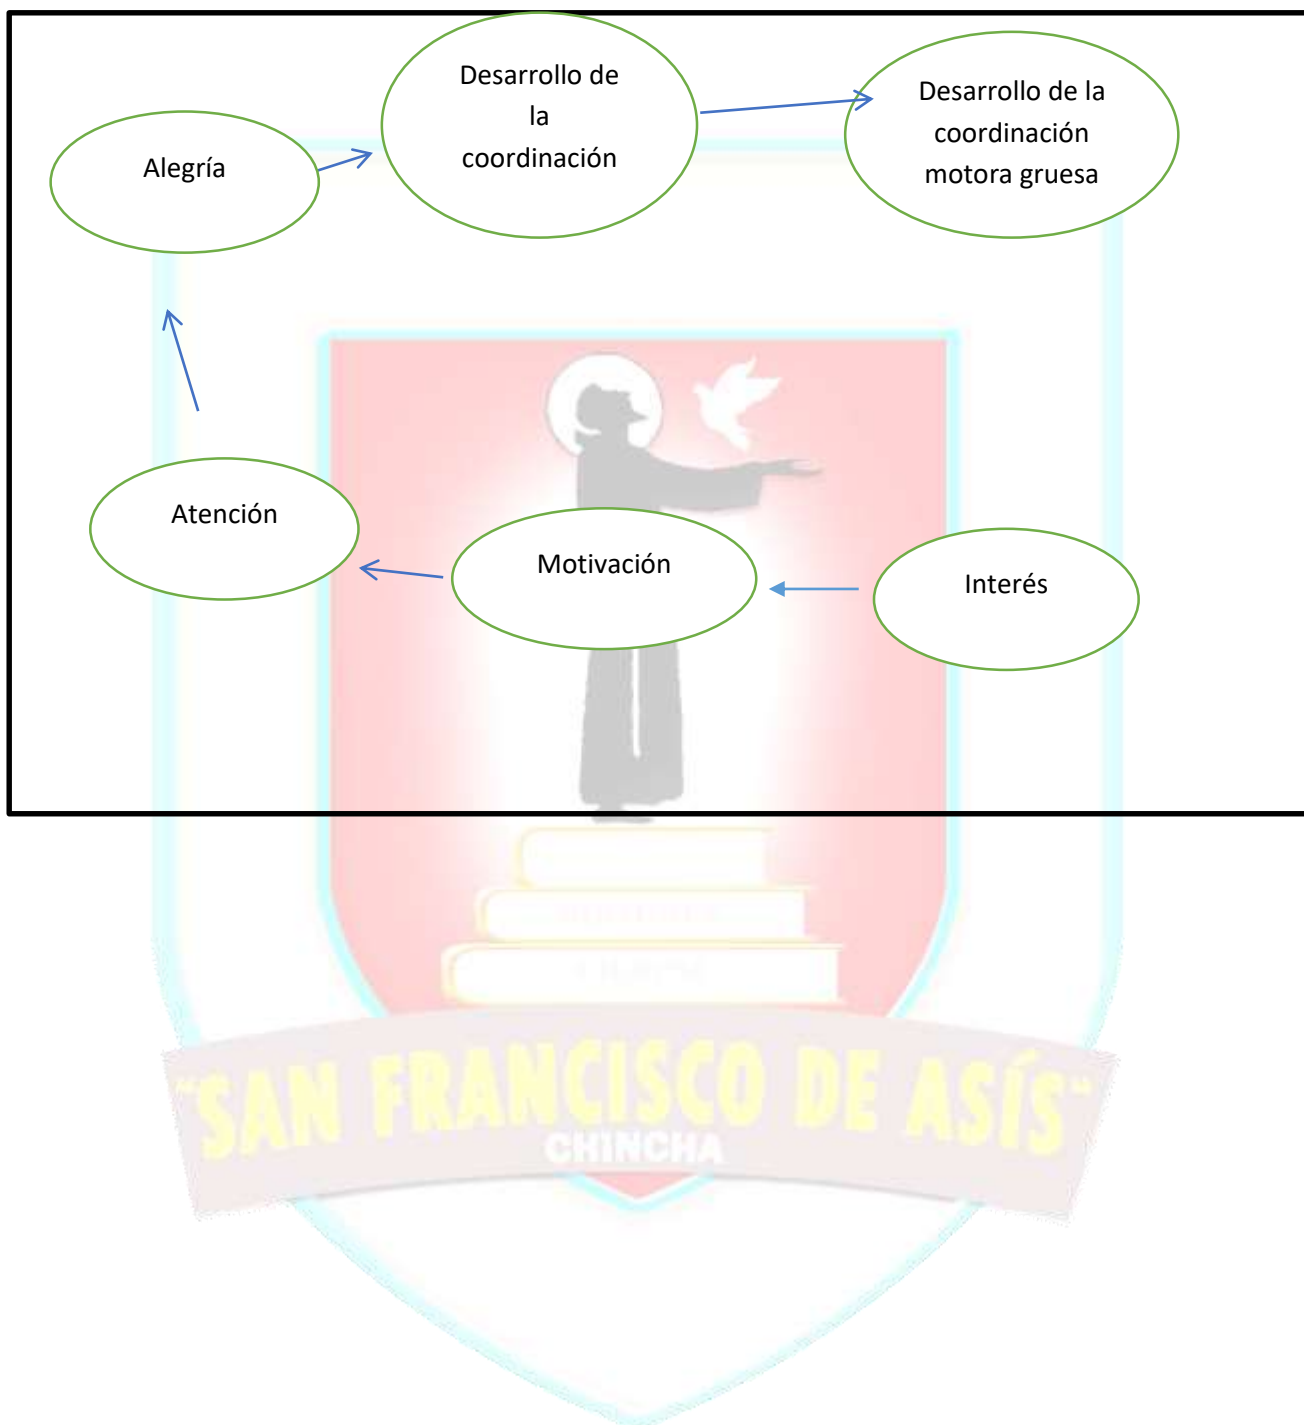 Desarrollo de
la
coordinación
Desarrollo de la
coordinación
motora gruesa
Alegría
Atención
Motivación
Interés
"SAN FRANCISCO DE ASÍS"
CHINCHA